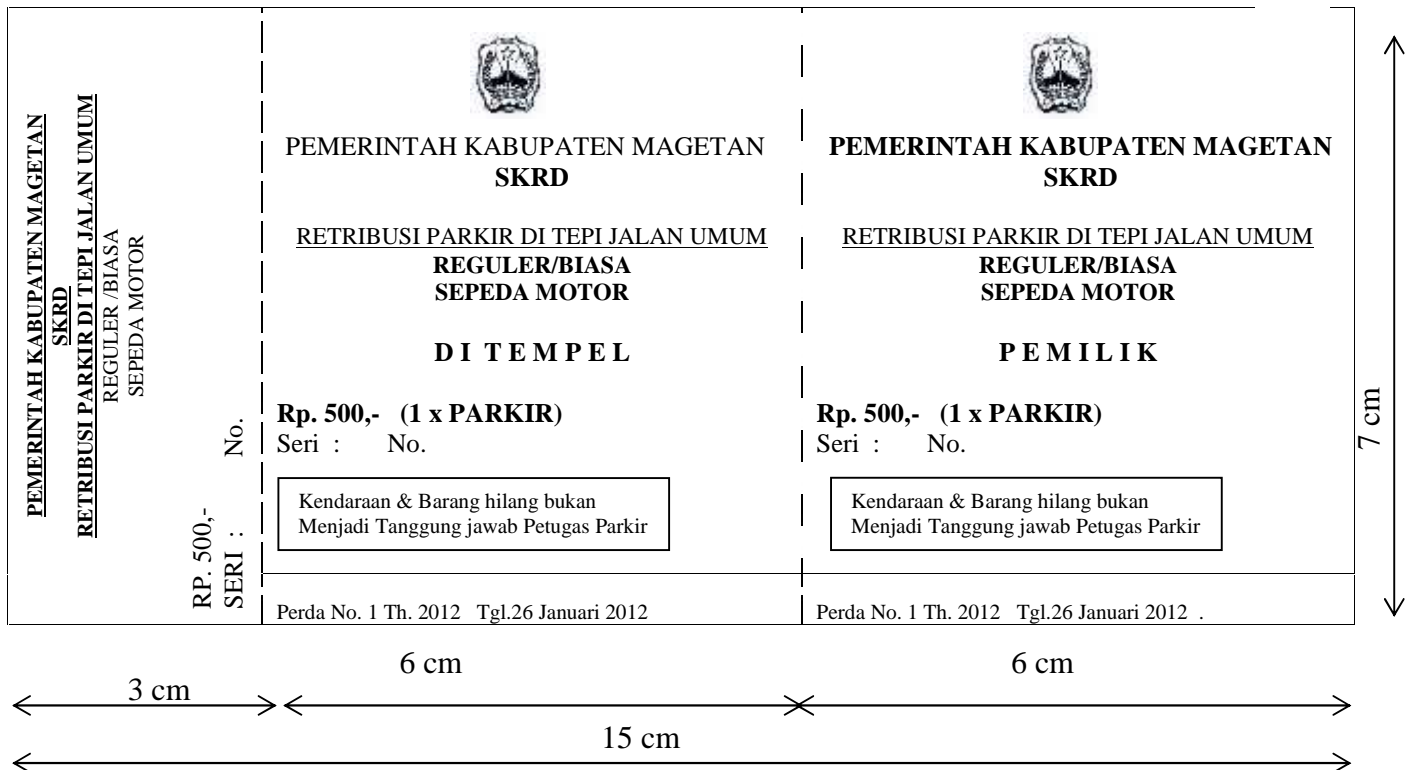 PEMERINTAH KABUPATEN MAGETAN
SKRD
RETRIBUSI PARKIR DI TEPI JALAN UMUM
REGULER /BIASA
SEPEDA MOTOR
RP. 500,-
SERI : No.
PEMERINTAH KABUPATEN MAGETAN
SKRD
RETRIBUSI PARKIR DI TEPI JALAN UMUM
REGULER/BIASA
SEPEDA MOTOR
D I T E M P E L
Rp. 500,- (1 x PARKIR)
Seri : No.
Kendaraan & Barang hilang bukan
Menjadi Tanggung jawab Petugas Parkir
Perda No. 1 Th. 2012 Tgl.26 Januari 2012
PEMERINTAH KABUPATEN MAGETAN
SKRD
RETRIBUSI PARKIR DI TEPI JALAN UMUM
REGULER/BIASA
SEPEDA MOTOR
P E M I L I K
Rp. 500,- (1 x PARKIR)
Seri : No.
Kendaraan & Barang hilang bukan
Menjadi Tanggung jawab Petugas Parkir
Perda No. 1 Th. 2012 Tgl.26 Januari 2012 .
7 cm
6 cm
6 cm
3 cm
15 cm